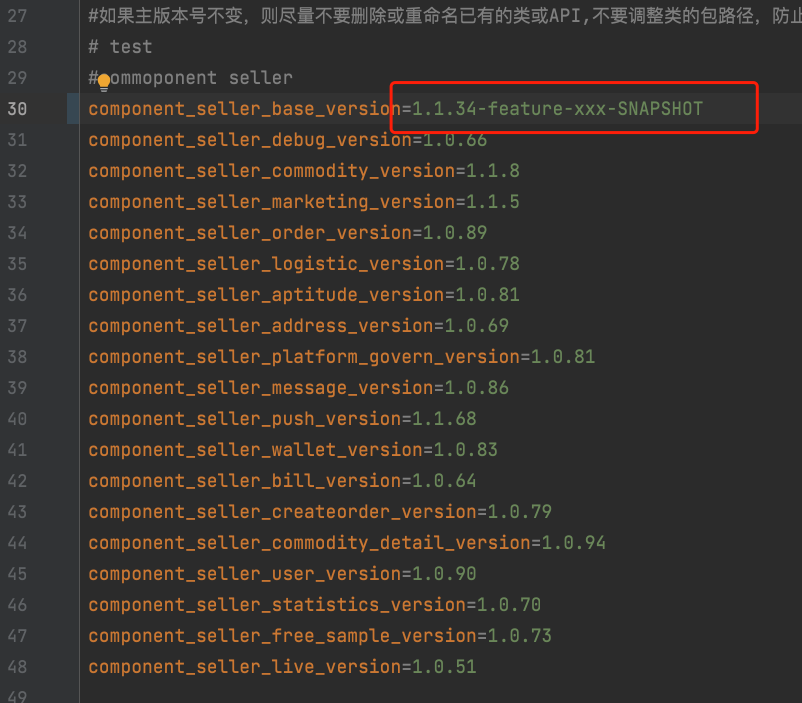 27 #如果主版本号不变，则尽量不要删除或重命名已有的类或API,不要调整类的包路径，防止
28 # test
29 # ommoponent seller
30 component_seller_base_version=1.1.34-feature-xxx-SNAPSHOT
31 component_seller_debug_version=1.0.66
32 component_seller_commodity_version=1.1.8
33 component_seller_marketing_version=1.1.5
34 component_seller_order_version=1.0.89
35 component_seller_logistic_version=1.0.78
36 component_seller_aptitude_version=1.0.81
37 component_seller_address_version=1.0.69
38 component_seller_platform_govern_version=1.0.81
39 component_seller_message_version=1.0.86
40 component_seller_push_version=1.1.68
41 component_seller_wallet_version=1.0.83
42 component_seller_bill_version=1.0.64
43 component_seller_createorder_version=1.0.79
44 component_seller_commodity_detail_version=1.0.94
45 component_seller_user_version=1.0.90
46 component_seller_statistics_version=1.0.70
47 component_seller_free_sample_version=1.0.73
48 component_seller_live_version=1.0.51
49